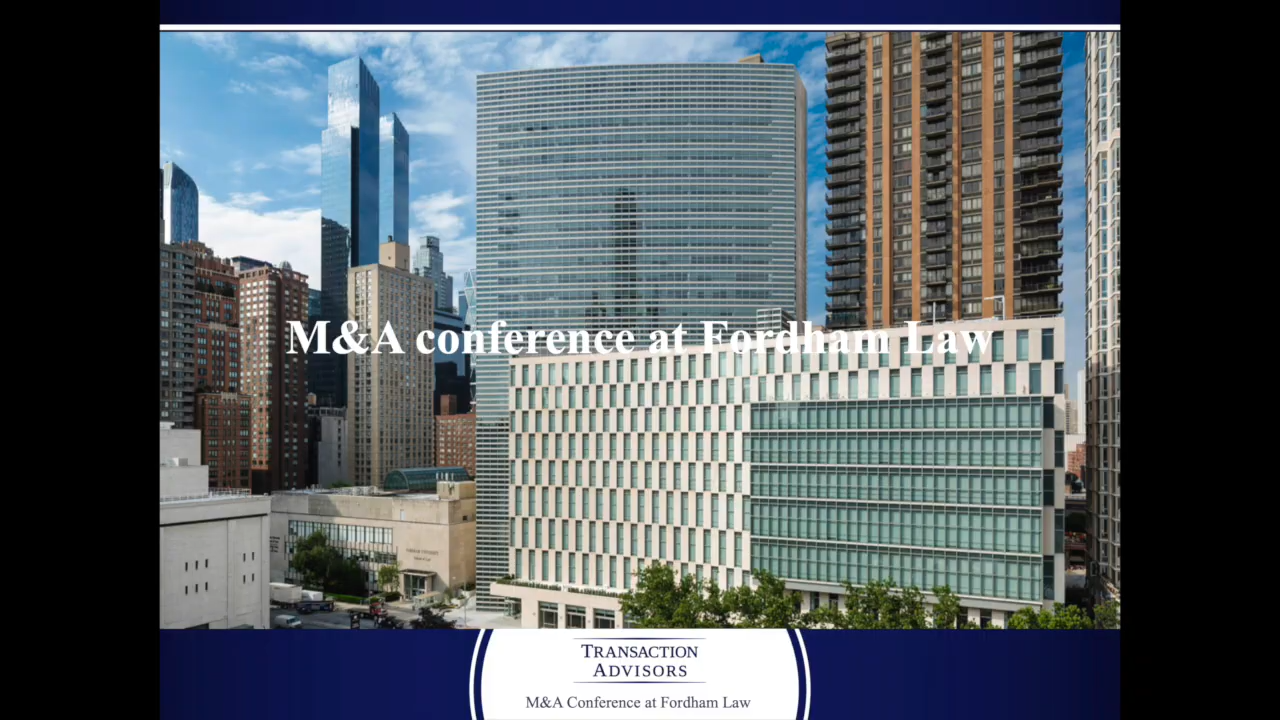 M&A conference at Fordham Law
TRANSACTION
ADVISORS
M&A Conference at Fordham Law